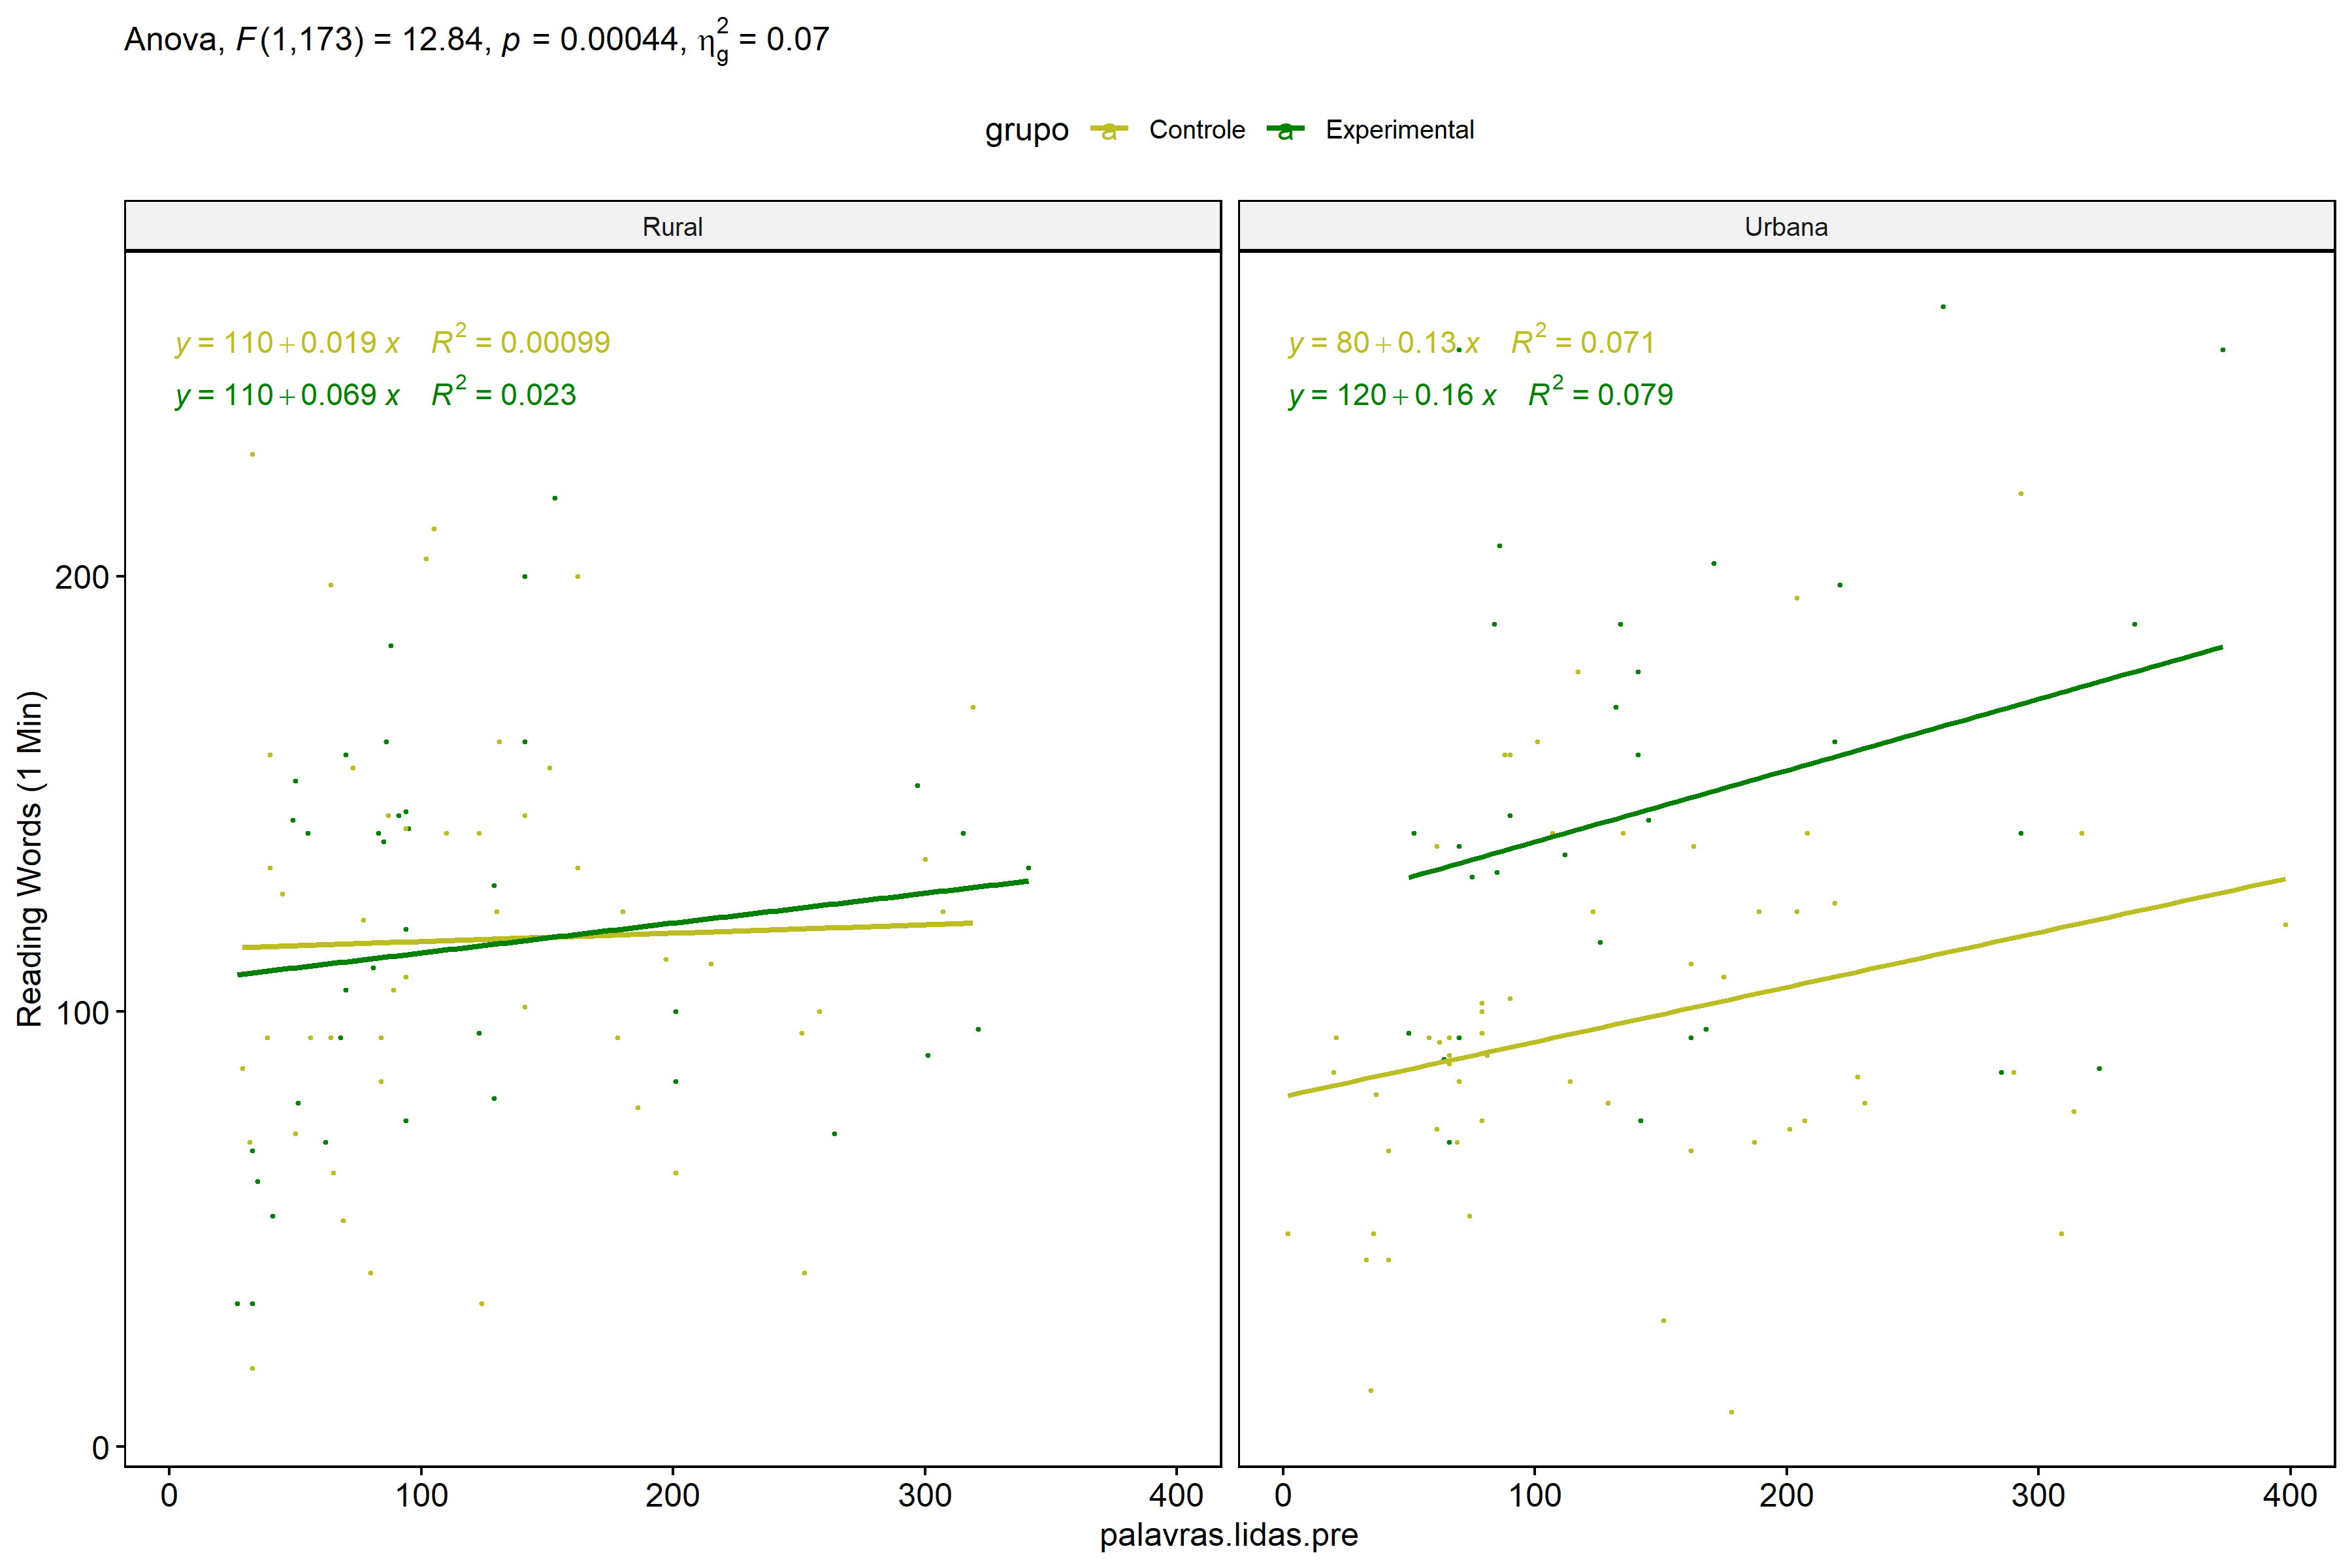 Anova, F(1,173) = 12.84, p = 0.00044, η²g = 0.07
grupo a Controle a Experimental
Rural
Urbana
y = 110 + 0.019 x R² = 0.00099
y = 110 + 0.069 x R² = 0.023
y = 80 + 0.13 x R² = 0.071
y = 120 + 0.16 x R² = 0.079
Reading Words (1 Min)
200
100
0
0 100 200 300 400
0 100 200 300 400
palavras.lidas.pre